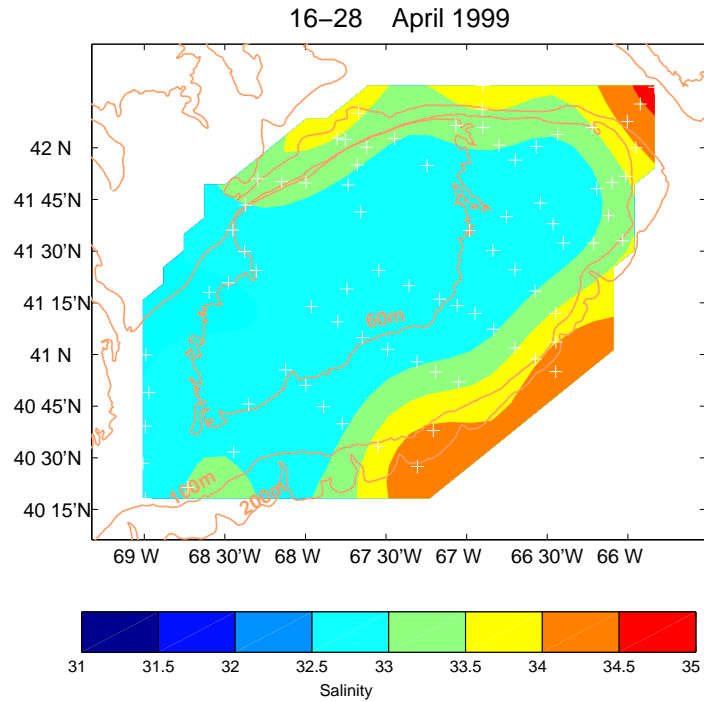 16−28 April 1999
42 N
41 45'N
41 30'N
41 15'N
41 N
40 45'N
40 30'N
40 15'N
60m
100m
200m
69 W 68 30'W 68 W 67 30'W 67 W 66 30'W 66 W
31 31.5 32 32.5 33 33.5 34 34.5 35
Salinity